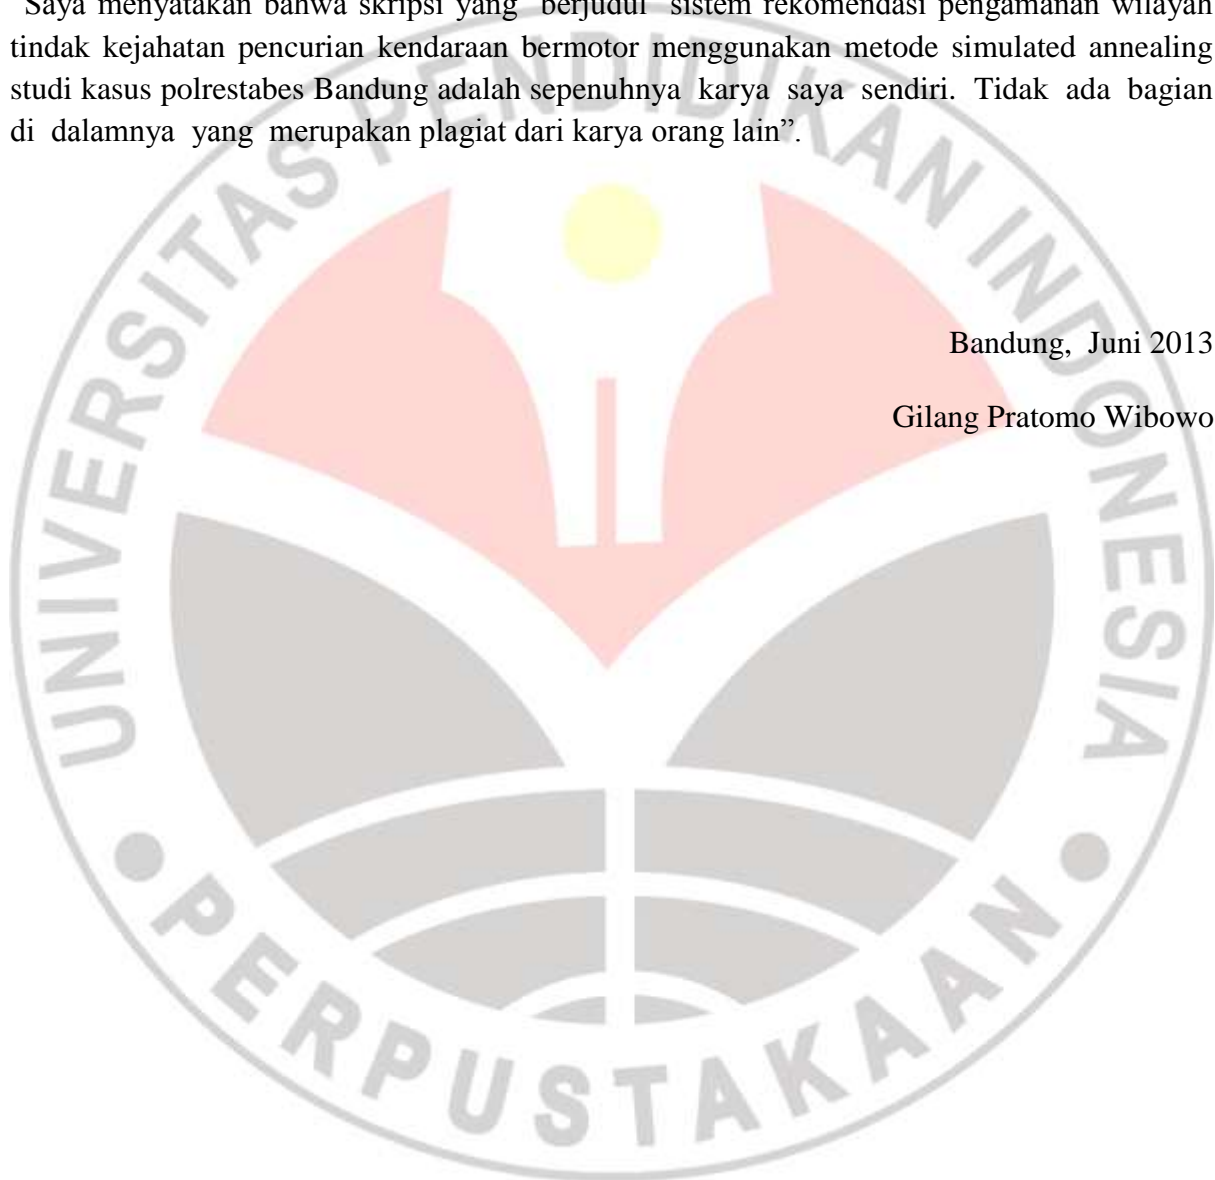 Saya menyatakan bahwa skripsi yang berjudul sistem rekomendasi pengamanan wilayah
tindak kejahatan pencurian kendaraan bermotor menggunakan metode simulated annealing
studi kasus polrestabes Bandung adalah sepenuhnya karya saya sendiri. Tidak ada bagian
di dalamnya yang merupakan plagiat dari karya orang lain”.
Bandung, Juni 2013
Gilang Pratomo Wibowo
UNIVERSITAS PENDIDIKAN INDONESIA
PERPUSTAKAAN